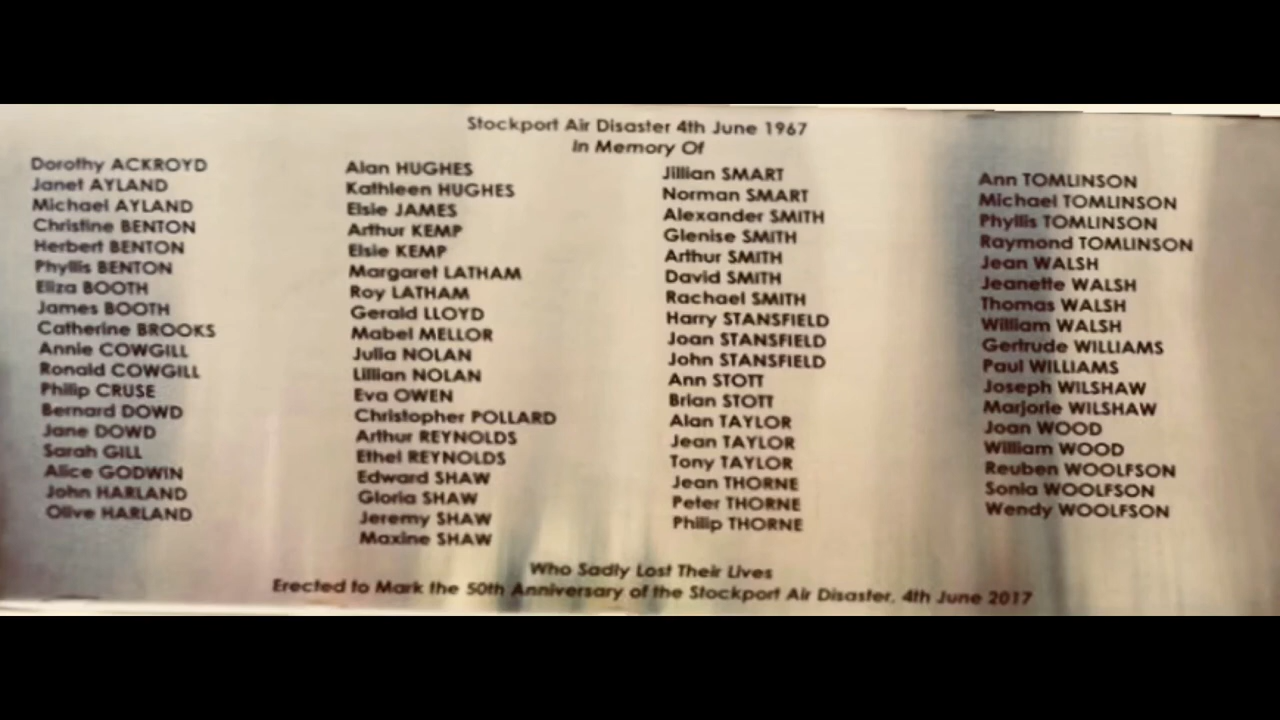 Stockport Air Disaster 4th June 1967
In Memory Of
Dorothy ACKROYD
Janet AYLAND
Michael AYLAND
Christine BENTON
Herbert BENTON
Phyllis BENTON
Eliza BOOTH
James BOOTH
Catherine BROOKS
Annie COWGILL
Ronald COWGILL
Philip CRUSE
Bernard DOWD
Jane DOWD
Sarah GILL
Alice GODWIN
John HARLAND
Olive HARLAND
Alan HUGHES
Kathleen HUGHES
Elsie JAMES
Arthur KEMP
Elsie KEMP
Margaret LATHAM
Roy LATHAM
Gerald LLOYD
Mabel MELLOR
Julia NOLAN
Lillian NOLAN
Eva OWEN
Christopher POLLARD
Arthur REYNOLDS
Ethel REYNOLDS
Edward SHAW
Gloria SHAW
Jeremy SHAW
Maxine SHAW
Jillian SMART
Norman SMART
Alexander SMITH
Glenise SMITH
Arthur SMITH
David SMITH
Rachael SMITH
Harry STANSFIELD
Joan STANSFIELD
John STANSFIELD
Ann STOTT
Brian STOTT
Alan TAYLOR
Jean TAYLOR
Tony TAYLOR
Jean THORNE
Peter THORNE
Philip THORNE
Ann TOMLINSON
Michael TOMLINSON
Phyllis TOMLINSON
Raymond TOMLINSON
Jean WALSH
Jeanette WALSH
Thomas WALSH
William WALSH
Gertrude WILLIAMS
Paul WILLIAMS
Joseph WILSHAW
Marjorie WILSHAW
Joan WOOD
William WOOD
Reuben WOOLFSON
Sonia WOOLFSON
Wendy WOOLFSON
Who Sadly Lost Their Lives
Erected to Mark the 50th Anniversary of the Stockport Air Disaster. 4th June 2017